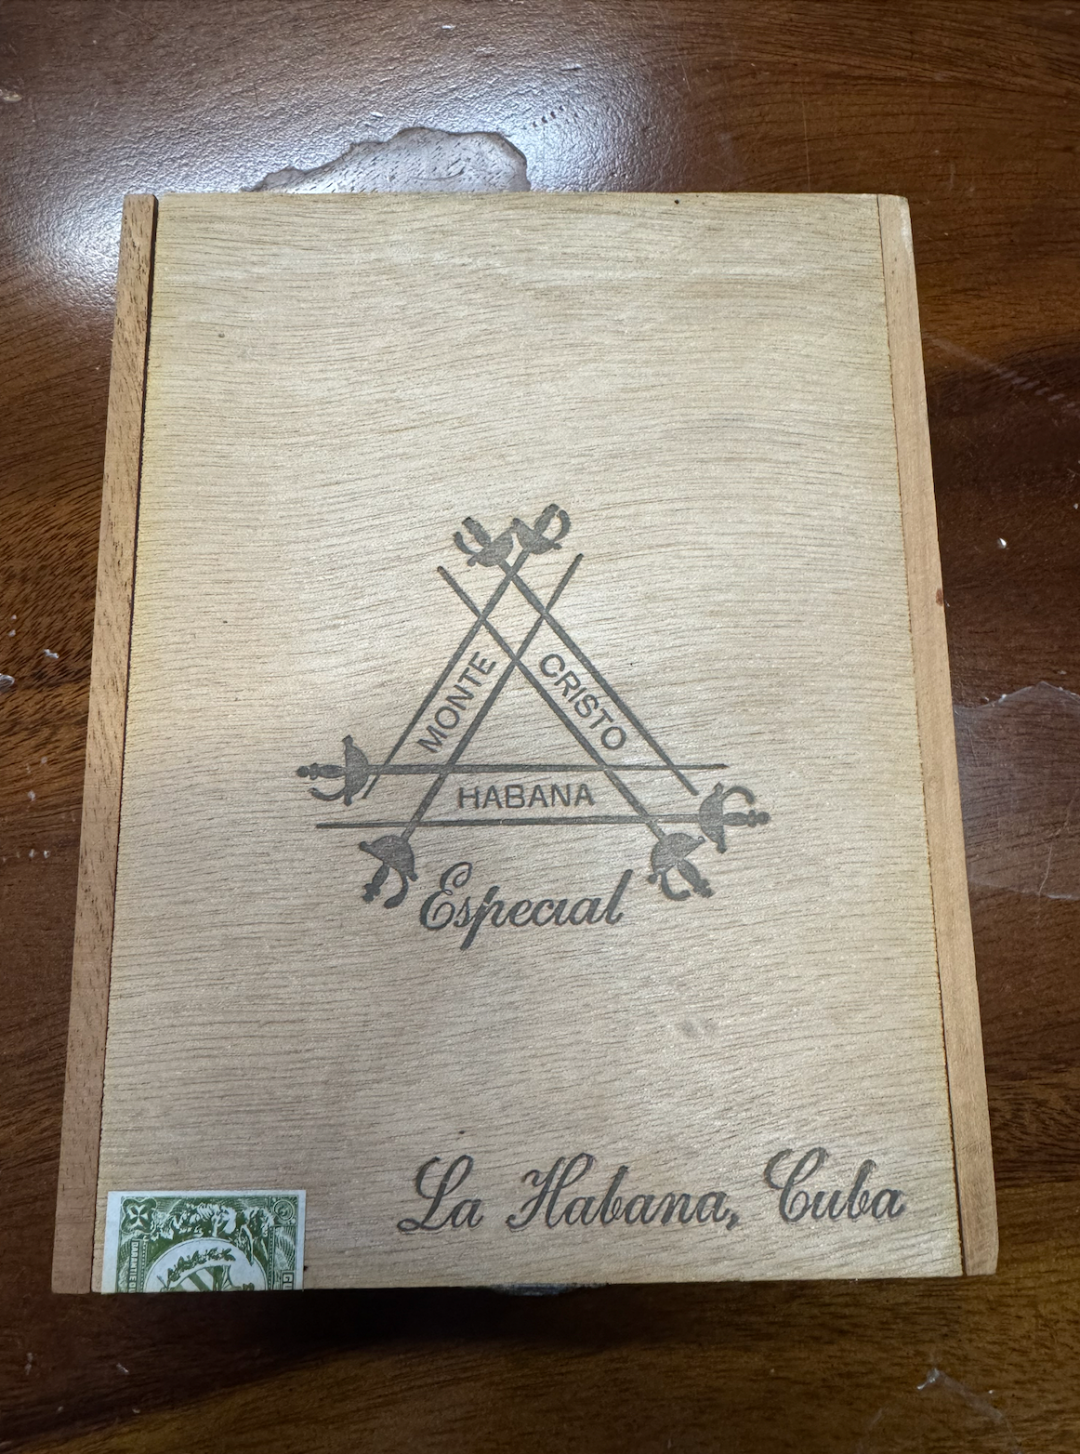 MONTE
CRISTO
HABANA
Especial
La Habana, Cuba